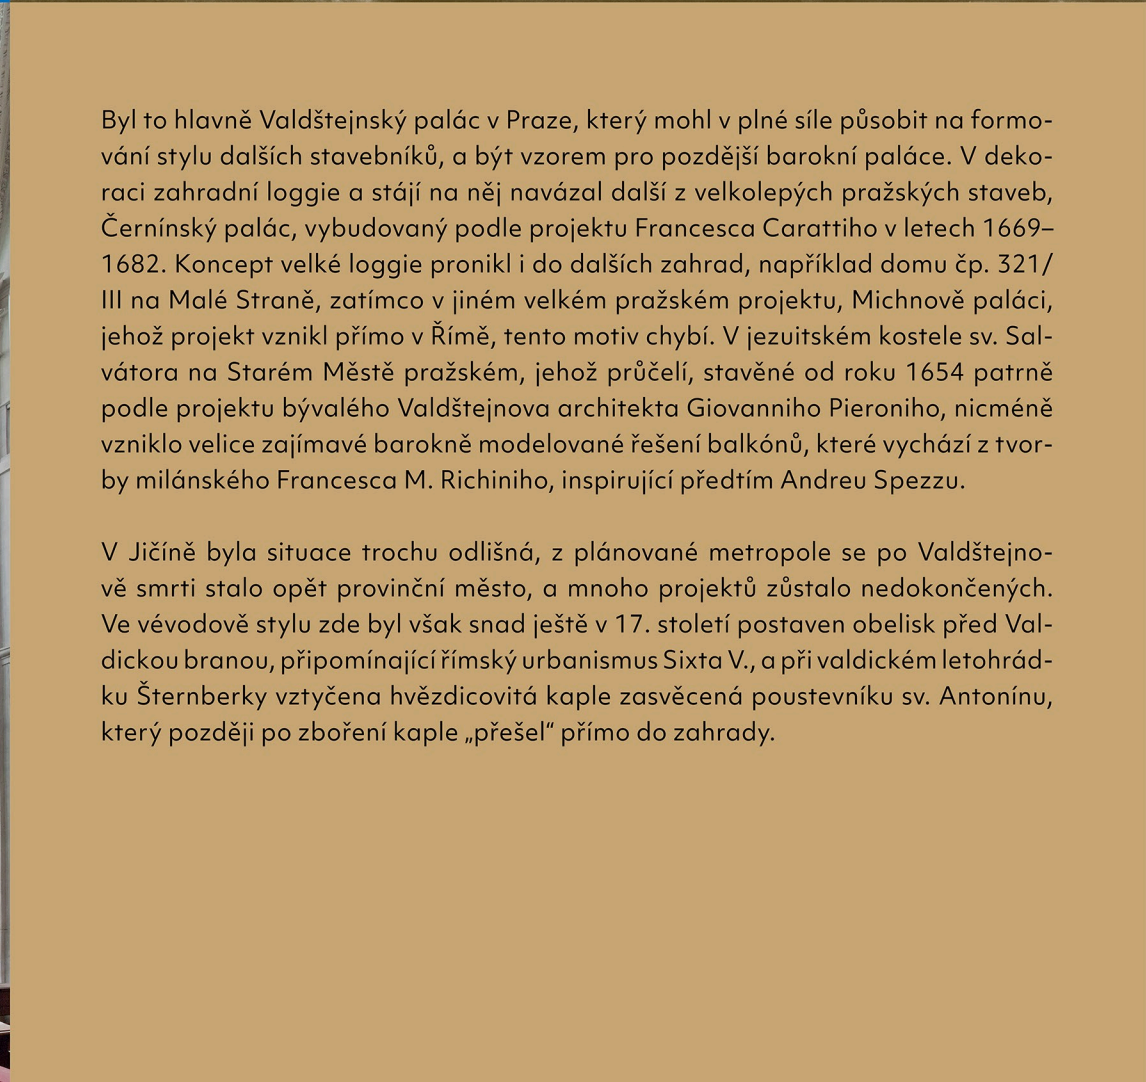 Byl to hlavně Valdštejnský palác v Praze, který mohl v plné síle působit na formo-
vání stylu dalších stavebníků, a být vzorem pro pozdější barokní paláce. V deko-
raci zahradní loggie a stájí na něj navázal další z velkolepých pražských staveb,
Černínský palác, vybudovaný podle projektu Francesca Carattiho v letech 1669–
1682. Koncept velké loggie pronikl i do dalších zahrad, například domu čp. 321/
III na Malé Straně, zatímco v jiném velkém pražském projektu, Michnově paláci,
jehož projekt vznikl přímo v Římě, tento motiv chybí. V jezuitském kostele sv. Sal-
vátora na Starém Městě pražském, jehož průčelí, stavěné od roku 1654 patrně
podle projektu bývalého Valdštejnova architekta Giovanniho Pieroniho, nicméně
vzniklo velice zajímavé barokně modelované řešení balkónů, které vychází z tvor-
by milánského Francesca M. Richiniho, inspirující předtím Andreu Spezzu.

V Jičíně byla situace trochu odlišná, z plánované metropole se po Valdštejno-
vě smrti stalo opět provinční město, a mnoho projektů zůstalo nedokončených.
Ve vévodově stylu zde byl však snad ještě v 17. století postaven obelisk před Val-
dickou branou, připomínající římský urbanismus Sixta V., a při valdickém letohrád-
ku Šternberky vztyčena hvězdicovitá kaple zasvěcená poustevníku sv. Antonínu,
který později po zboření kaple „přešel“ přímo do zahrady.